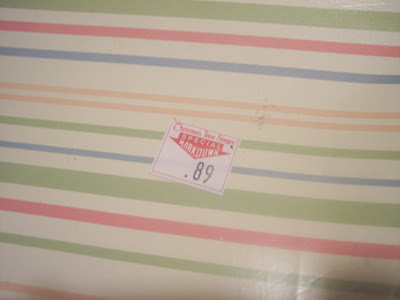 Christmas Tree Shops
SPECIAL
MARKDOWN
.89